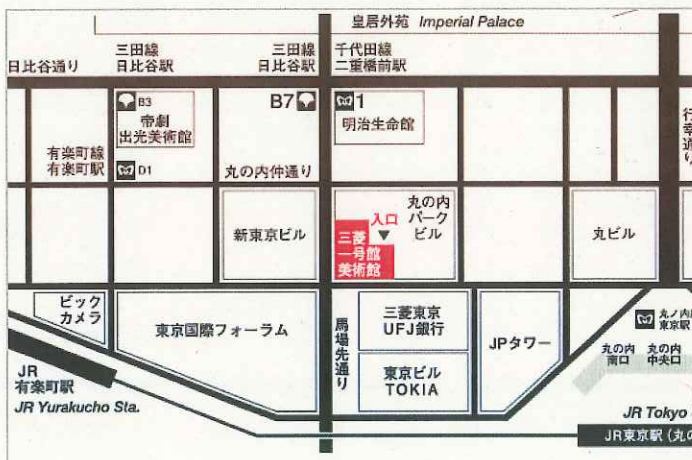 皇居外苑 Imperial Palace
日比谷通り
三田線
日比谷駅
三田線
日比谷駅
千代田線
二重橋前駅
B3
帝劇
出光美術館
D1
B7
1
明治生命館
行幸通り
有楽町線
有楽町駅
丸の内仲通り
新東京ビル
入口
三菱
一号館
美術館
丸の内
パーク
ビル
丸ビル
ビック
カメラ
東京国際フォーラム
馬場先通り
三菱東京
UFJ銀行
東京ビル
TOKIA
JPタワー
丸ノ内
東京駅
丸の内
南口
丸の内
中央口
JR
有楽町駅
JR Yurakucho Sta.
JR Tokyo
JR東京駅(丸の